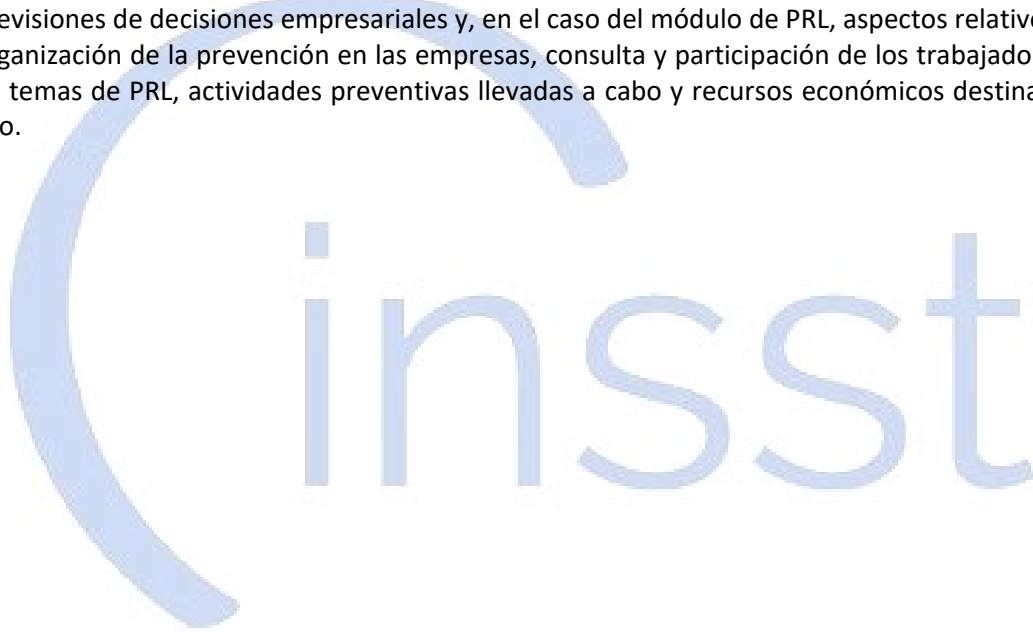 evisiones de decisiones empresariales y, en el caso del módulo de PRL, aspectos relativo
ganización de la prevención en las empresas, consulta y participación de los trabajado
temas de PRL, actividades preventivas llevadas a cabo y recursos económicos destina
o.
insst